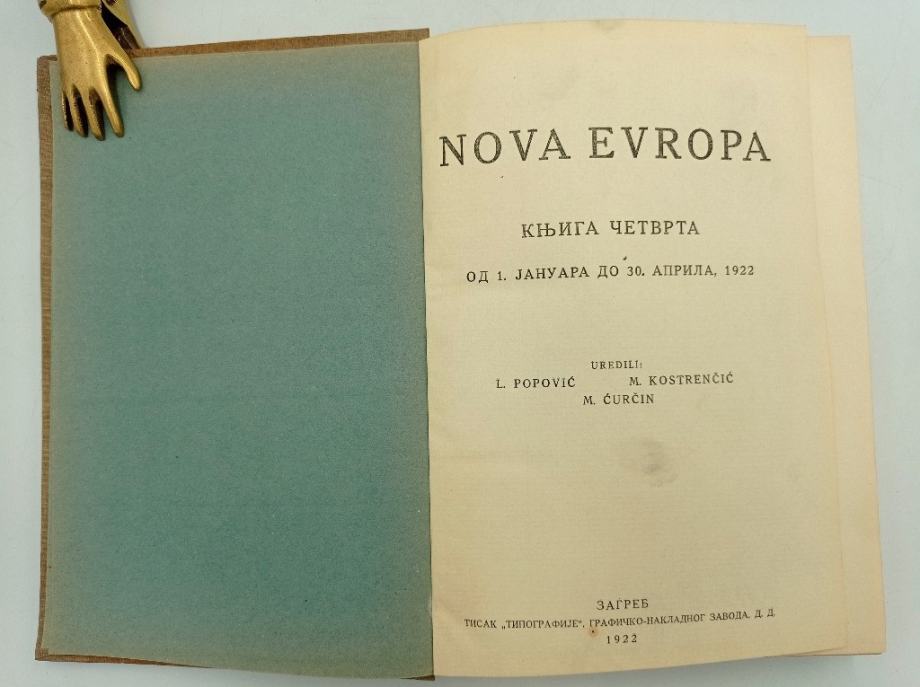 NOVA EVROPA
КЊИГА ЧЕТВРТА
ОД 1. ЈАНУАРА ДО 30. АПРИЛА, 1922
UREDILI:
L. POPOVIĆ M. KOSTRENČIĆ
M. ĆURČIN
ЗАГРЕБ
ТИСАК „ТИПОГРАФИЈЕ“, ГРАФИЧКО-НАКЛАДНОГ ЗАВОДА, Д. Д.
1922